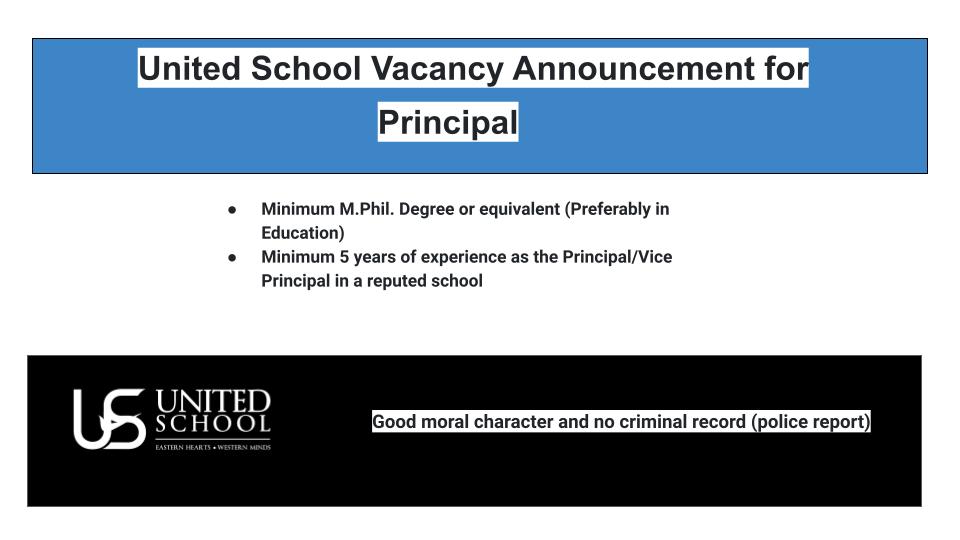 United School Vacancy Announcement for
Principal
● Minimum M.Phil. Degree or equivalent (Preferably in
Education)
● Minimum 5 years of experience as the Principal/Vice
Principal in a reputed school
US
UNITED
SCHOOL
EASTERN HEARTS • WESTERN MINDS
Good moral character and no criminal record (police report)